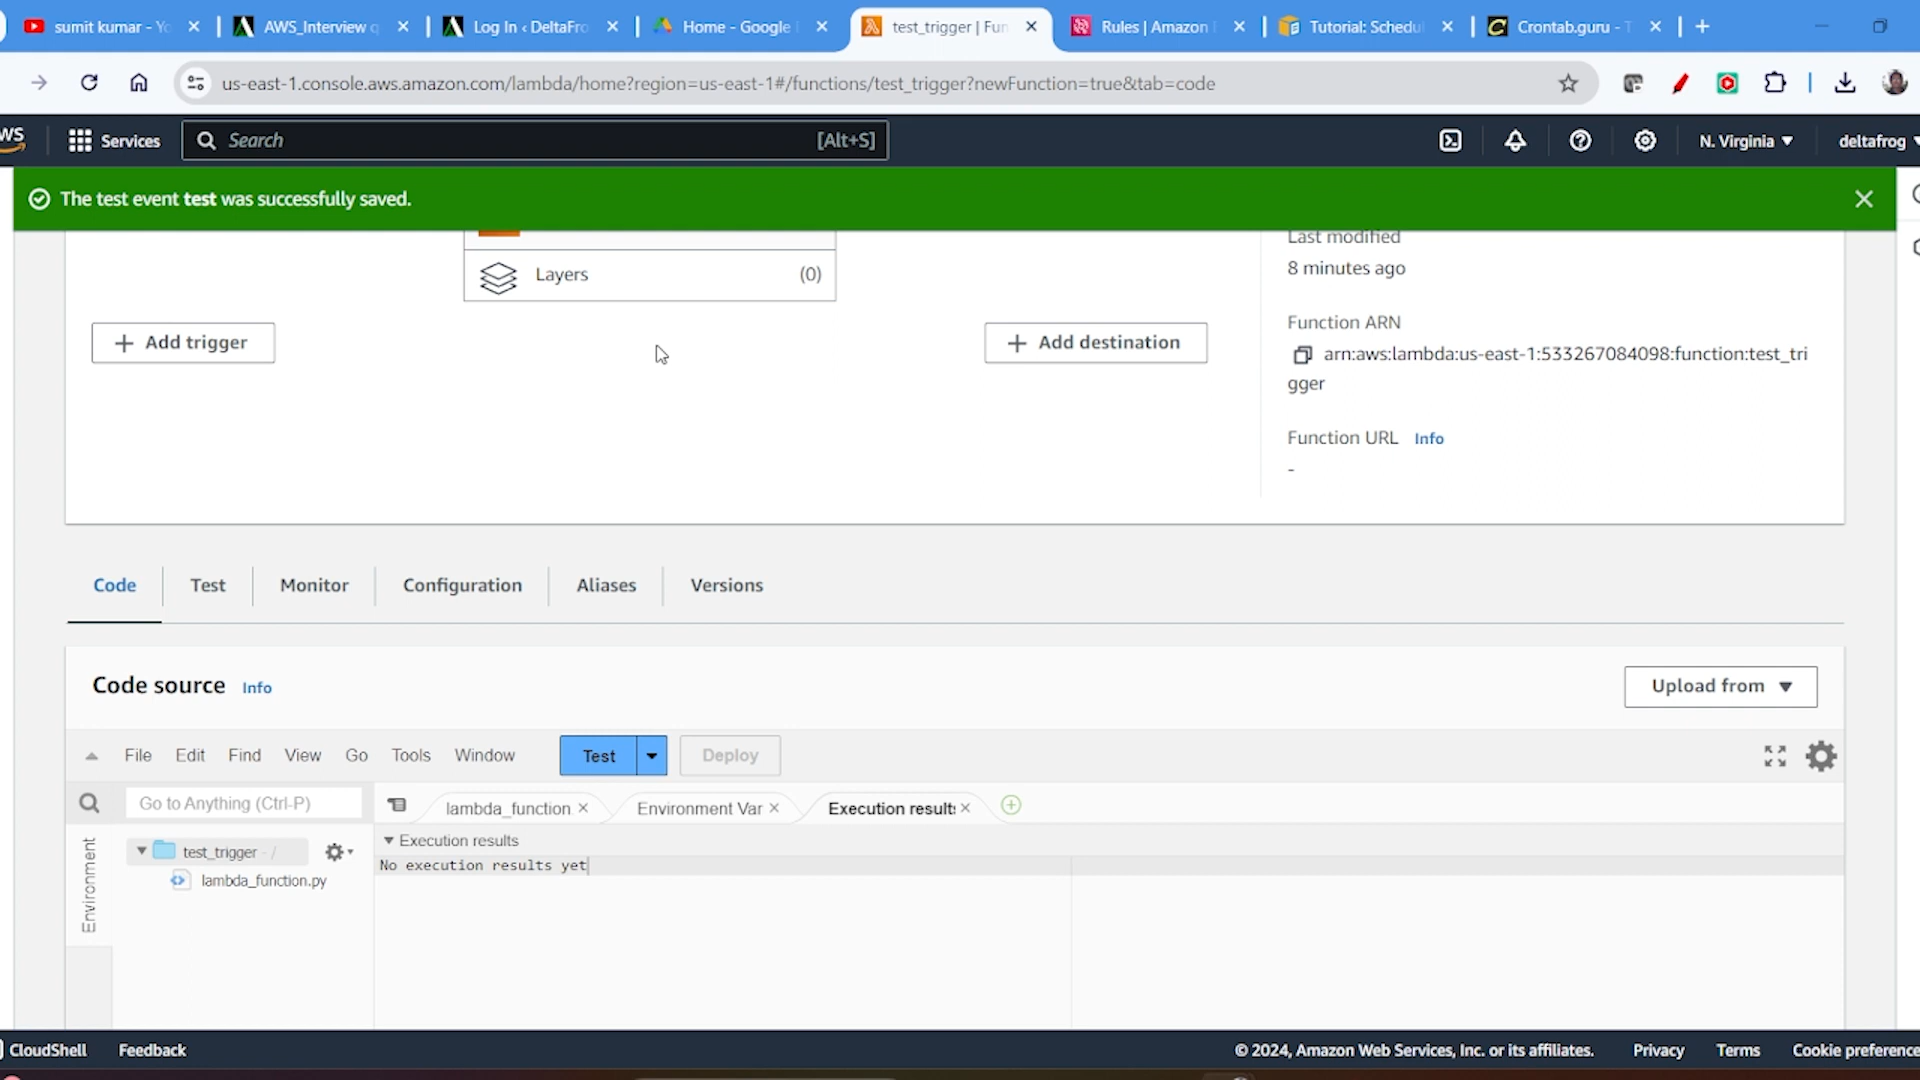 sumit kumar - Yo
AWS_Interview q
Log In ‹ DeltaFro
Home - Google
test_trigger | Fun
Rules | Amazon
Tutorial: Schedul
Crontab.guru - T
us-east-1.console.aws.amazon.com/lambda/home?region=us-east-1#/functions/test_trigger?newFunction=true&tab=code
Services
Search
[Alt+S]
N. Virginia
deltafrog
The test event test was successfully saved.
Layers
(0)
Last modified
8 minutes ago
Add trigger
Add destination
Function ARN
arn:aws:lambda:us-east-1:533267084098:function:test_tri
gger
Function URL Info
-
Code
Test
Monitor
Configuration
Aliases
Versions
Code source Info
Upload from
File
Edit
Find
View
Go
Tools
Window
Test
Deploy
Go to Anything (Ctrl-P)
lambda_function
Environment Var
Execution results
Environment
test_trigger - /
lambda_function.py
Execution results
No execution results yet
CloudShell
Feedback
© 2024, Amazon Web Services, Inc. or its affiliates.
Privacy
Terms
Cookie preference